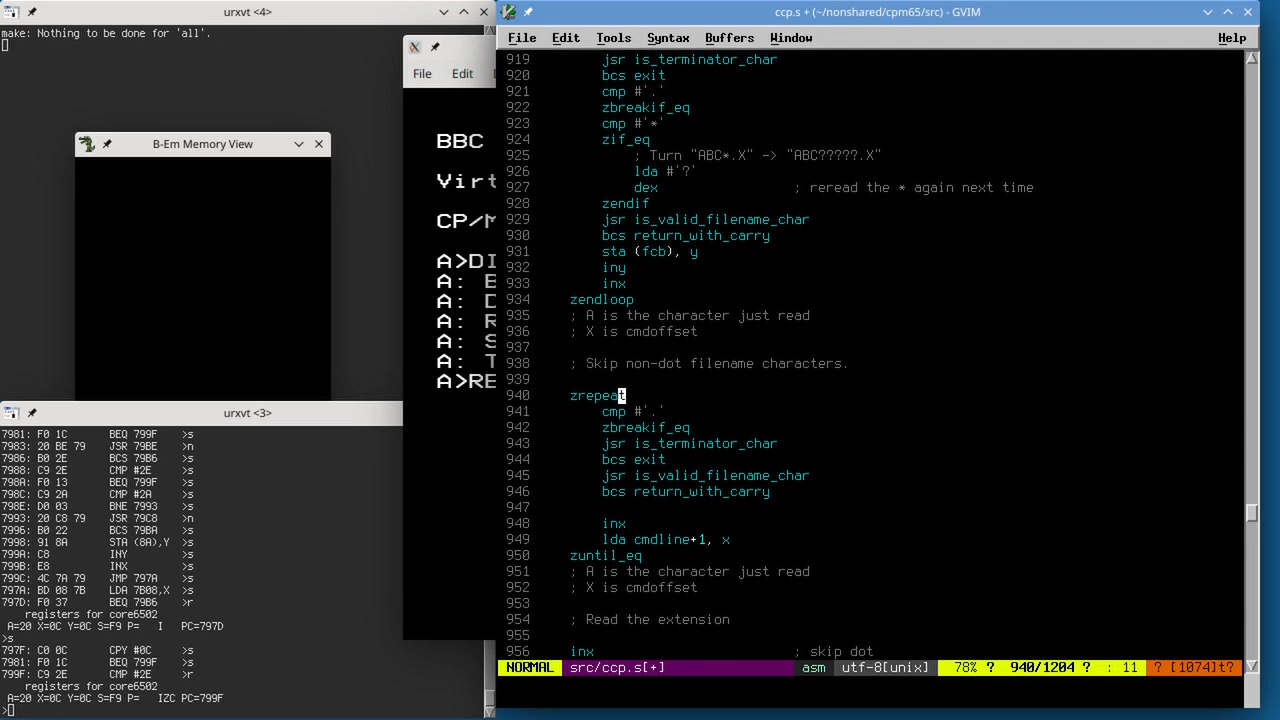 urxvt <4>
make: Nothing to be done for 'all'.
B-Em Memory View
File Edit
BBC
Virt
CP/M
A>DI
A:
A:
A:
A:
A:
A>RE
urxvt <3>
7981: F0 1C BEQ 799F >s
7983: 20 BE 79 JSR 79BE >n
7986: B0 2E BCS 79B6 >s
7988: C9 2E CMP #2E >s
798A: F0 13 BEQ 799F >s
798C: C9 2A CMP #2A >s
798E: D0 03 BNE 7993 >s
7993: 20 C8 79 JSR 79C8 >n
7996: B0 22 BCS 79BA >s
7998: 91 8A STA (8A),Y >s
799A: C8 INY >s
799B: E8 INX >s
799C: 4C 7A 79 JMP 797A >s
797A: BD 08 7B LDA 7B08,X >s
797D: F0 37 BEQ 79B6 >r
registers for core6502
A=20 X=0C Y=0C S=F9 P= I PC=797D
>s
797F: C0 0C CPY #0C >s
7981: F0 1C BEQ 799F >s
799F: C9 2E CMP #2E >r
registers for core6502
A=20 X=0C Y=0C S=F9 P= IZC PC=799F
>
ccp.s + (~/nonshared/cpm65/src) - GVIM
File Edit Tools Syntax Buffers Window Help
919 jsr is_terminator_char
920 bcs exit
921 cmp #'.'
922 zbreakif_eq
923 cmp #'*'
924 zif_eq
925 ; Turn "ABC*.X" -> "ABC?????.X"
926 lda #'?'
927 dex ; reread the * again next time
928 zendif
929 jsr is_valid_filename_char
930 bcs return_with_carry
931 sta (fcb), y
932 iny
933 inx
934 zendloop
935 ; A is the character just read
936 ; X is cmdoffset
937
938 ; Skip non-dot filename characters.
939
940 zrepeat
941 cmp #'.'
942 zbreakif_eq
943 jsr is_terminator_char
944 bcs exit
945 jsr is_valid_filename_char
946 bcs return_with_carry
947
948 inx
949 lda cmdline+1, x
950 zuntil_eq
951 ; A is the character just read
952 ; X is cmdoffset
953
954 ; Read the extension
955
956 inx ; skip dot
NORMAL src/ccp.s[+] asm utf-8[unix] 78% ? 940/1204 ? : 11 ? [1074]t?